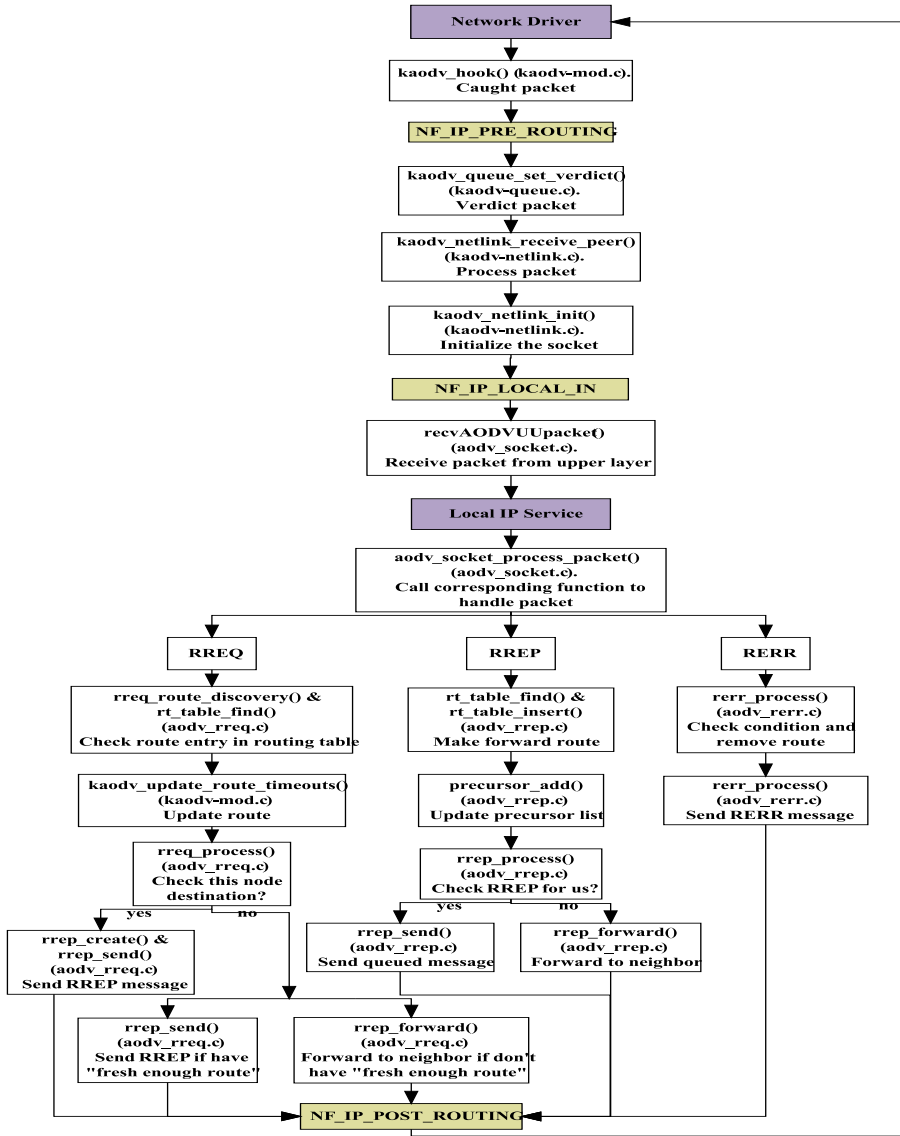 Network Driver
kaodv_hook() (kaodv-mod.c).
Caught packet
NF_IP_PRE_ROUTING
kaodv_queue_set_verdict()
(kaodv-queue.c).
Verdict packet
kaodv_netlink_receive_peer()
(kaodv-netlink.c).
Process packet
kaodv_netlink_init()
(kaodv-netlink.c).
Initialize the socket
NF_IP_LOCAL_IN
recvAODVUUpacket()
(aodv_socket.c).
Receive packet from upper layer
Local IP Service
aodv_socket_process_packet()
(aodv_socket.c).
Call corresponding function to
handle packet
RREQ
RREP
RERR
rreq_route_discovery() &
rt_table_find()
(aodv_rreq.c)
Check route entry in routing table
rt_table_find() &
rt_table_insert()
(aodv_rrep.c)
Make forward route
rerr_process()
(aodv_rerr.c)
Check condition and
remove route
kaodv_update_route_timeouts()
(kaodv-mod.c)
Update route
precursor_add()
(aodv_rrep.c)
Update precursor list
rerr_process()
(aodv_rerr.c)
Send RERR message
rreq_process()
(aodv_rreq.c)
Check this node
destination?
rrep_process()
(aodv_rrep.c)
Check RREP for us?
yes
no
yes
no
rrep_create() &
rrep_send()
(aodv_rreq.c)
Send RREP message
rrep_send()
(aodv_rrep.c)
Send queued message
rrep_forward()
(aodv_rrep.c)
Forward to neighbor
rrep_send()
(aodv_rreq.c)
Send RREP if have
"fresh enough route"
rrep_forward()
(aodv_rreq.c)
Forward to neighbor if don't
have "fresh enough route"
NF_IP_POST_ROUTING